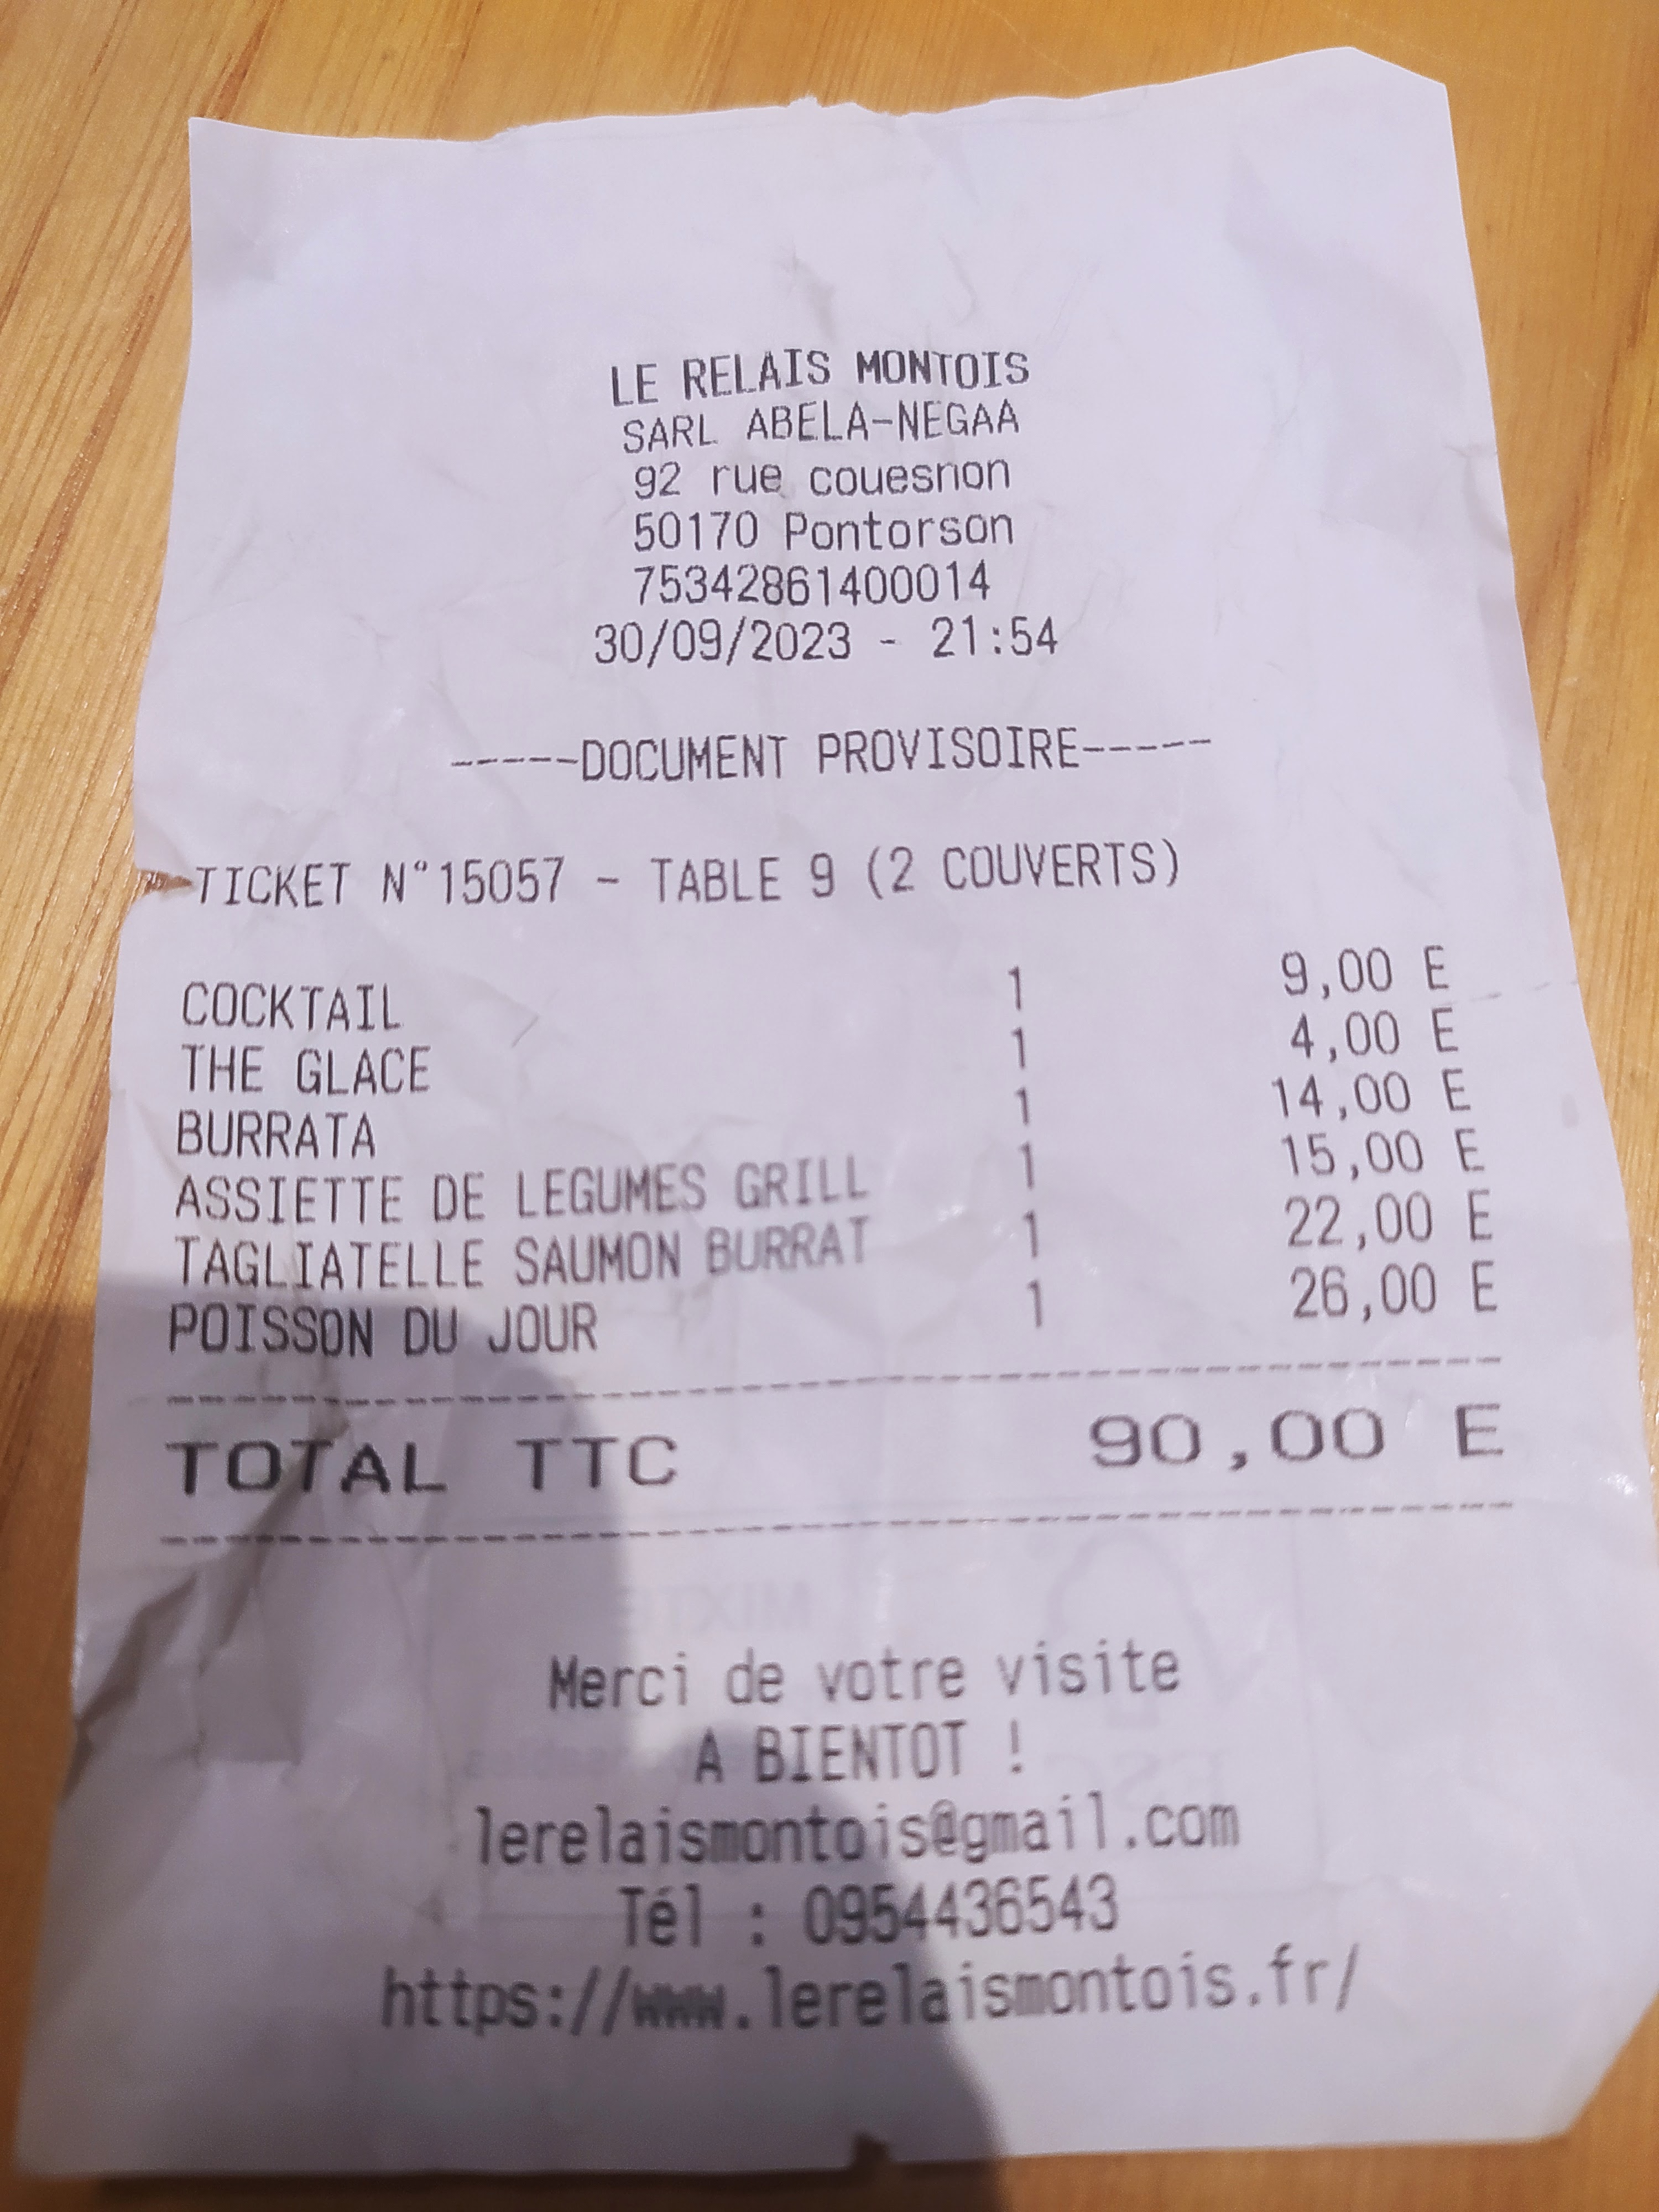 LE RELAIS MONTOIS
SARL ABELA-NEGAA
92 rue couesnon
50170 Pontorson
75342861400014
30/09/2023 - 21:54
-----DOCUMENT PROVISOIRE-----
TICKET N°15057 - TABLE 9 (2 COUVERTS)
COCKTAIL 1 9,00 E
THE GLACE 1 4,00 E
BURRATA 1 14,00 E
ASSIETTE DE LEGUMES GRILL 1 15,00 E
TAGLIATELLE SAUMON BURRAT 1 22,00 E
POISSON DU JOUR 1 26,00 E
TOTAL TTC 90,00 E
Merci de votre visite
A BIENTOT !
lerelaismontois@gmail.com
Tél : 0954436543
https://www.lerelaismontois.fr/